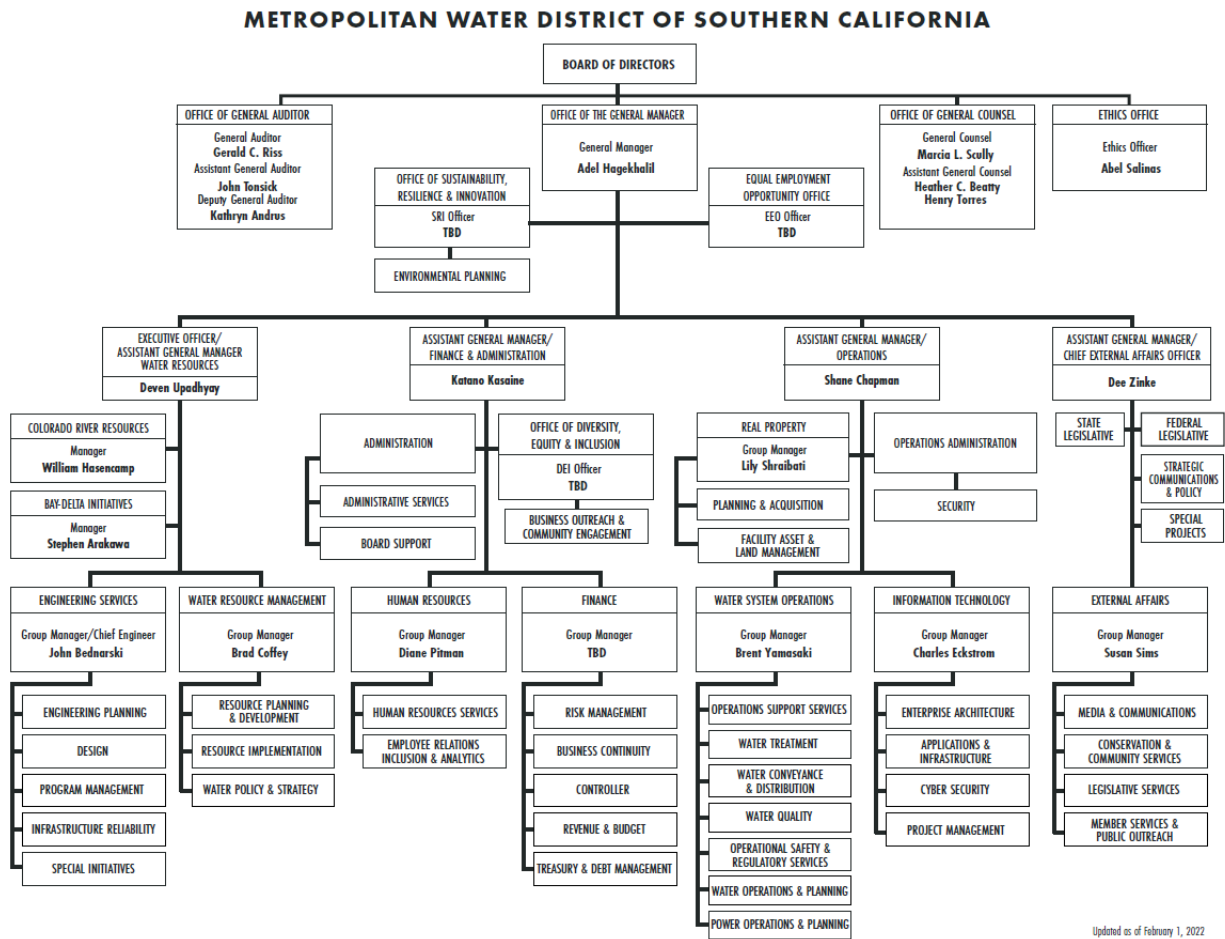 METROPOLITAN WATER DISTRICT OF SOUTHERN CALIFORNIA
BOARD OF DIRECTORS
OFFICE OF GENERAL AUDITOR
General Auditor
Gerald C. Riss
Assistant General Auditor
John Tonsick
Deputy General Auditor
Kathryn Andrus
OFFICE OF THE GENERAL MANAGER
General Manager
Adel Hagekhalil
OFFICE OF GENERAL COUNSEL
General Counsel
Marcia L. Scully
Assistant General Counsel
Heather C. Beatty
Henry Torres
ETHICS OFFICE
Ethics Officer
Abel Salinas
OFFICE OF SUSTAINABILITY,
RESILIENCE & INNOVATION
SRI Officer
TBD
ENVIRONMENTAL PLANNING
EQUAL EMPLOYMENT
OPPORTUNITY OFFICE
EEO Officer
TBD
EXECUTIVE OFFICER/
ASSISTANT GENERAL MANAGER
WATER RESOURCES
Deven Upadhyay
ASSISTANT GENERAL MANAGER/
FINANCE & ADMINISTRATION
Katano Kasaine
ASSISTANT GENERAL MANAGER/
OPERATIONS
Shane Chapman
ASSISTANT GENERAL MANAGER/
CHIEF EXTERNAL AFFAIRS OFFICER
Dee Zinke
COLORADO RIVER RESOURCES
Manager
William Hasencamp
BAY-DELTA INITIATIVES
Manager
Stephen Arakawa
ADMINISTRATION
ADMINISTRATIVE SERVICES
BOARD SUPPORT
OFFICE OF DIVERSITY,
EQUITY & INCLUSION
DEI Officer
TBD
BUSINESS OUTREACH &
COMMUNITY ENGAGEMENT
REAL PROPERTY
Group Manager
Lily Shraibati
PLANNING & ACQUISITION
FACILITY ASSET &
LAND MANAGEMENT
OPERATIONS ADMINISTRATION
SECURITY
STATE
LEGISLATIVE
FEDERAL
LEGISLATIVE
STRATEGIC
COMMUNICATIONS
& POLICY
SPECIAL
PROJECTS
ENGINEERING SERVICES
Group Manager/Chief Engineer
John Bednarski
ENGINEERING PLANNING
DESIGN
PROGRAM MANAGEMENT
INFRASTRUCTURE RELIABILITY
SPECIAL INITIATIVES
WATER RESOURCE MANAGEMENT
Group Manager
Brad Coffey
RESOURCE PLANNING
& DEVELOPMENT
RESOURCE IMPLEMENTATION
WATER POLICY & STRATEGY
HUMAN RESOURCES
Group Manager
Diane Pitman
HUMAN RESOURCES SERVICES
EMPLOYEE RELATIONS
INCLUSION & ANALYTICS
FINANCE
Group Manager
TBD
RISK MANAGEMENT
BUSINESS CONTINUITY
CONTROLLER
REVENUE & BUDGET
TREASURY & DEBT MANAGEMENT
WATER SYSTEM OPERATIONS
Group Manager
Brent Yamasaki
OPERATIONS SUPPORT SERVICES
WATER TREATMENT
WATER CONVEYANCE
& DISTRIBUTION
WATER QUALITY
OPERATIONAL SAFETY &
REGULATORY SERVICES
WATER OPERATIONS & PLANNING
POWER OPERATIONS & PLANNING
INFORMATION TECHNOLOGY
Group Manager
Charles Eckstrom
ENTERPRISE ARCHITECTURE
APPLICATIONS &
INFRASTRUCTURE
CYBER SECURITY
PROJECT MANAGEMENT
EXTERNAL AFFAIRS
Group Manager
Susan Sims
MEDIA & COMMUNICATIONS
CONSERVATION &
COMMUNITY SERVICES
LEGISLATIVE SERVICES
MEMBER SERVICES &
PUBLIC OUTREACH
Updated as of February 1, 2022